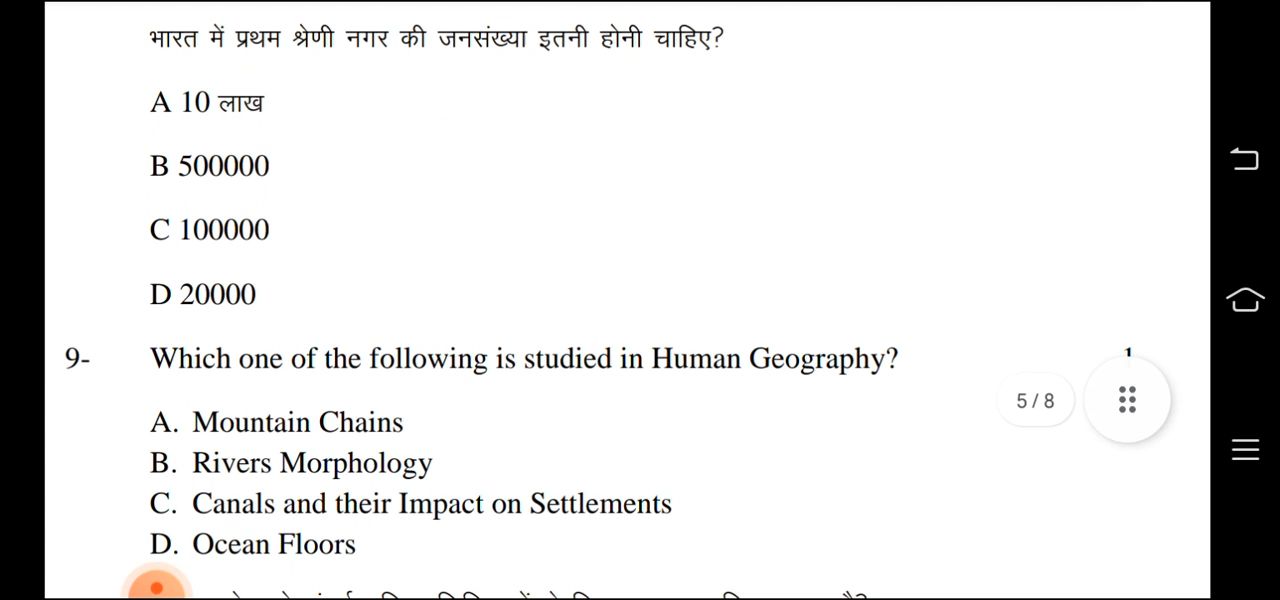 भारत में प्रथम श्रेणी नगर की जनसंख्या इतनी होनी चाहिए?
A 10 लाख
B 500000
C 100000
D 20000
9- Which one of the following is studied in Human Geography? 1
5 / 8
A. Mountain Chains
B. Rivers Morphology
C. Canals and their Impact on Settlements
D. Ocean Floors